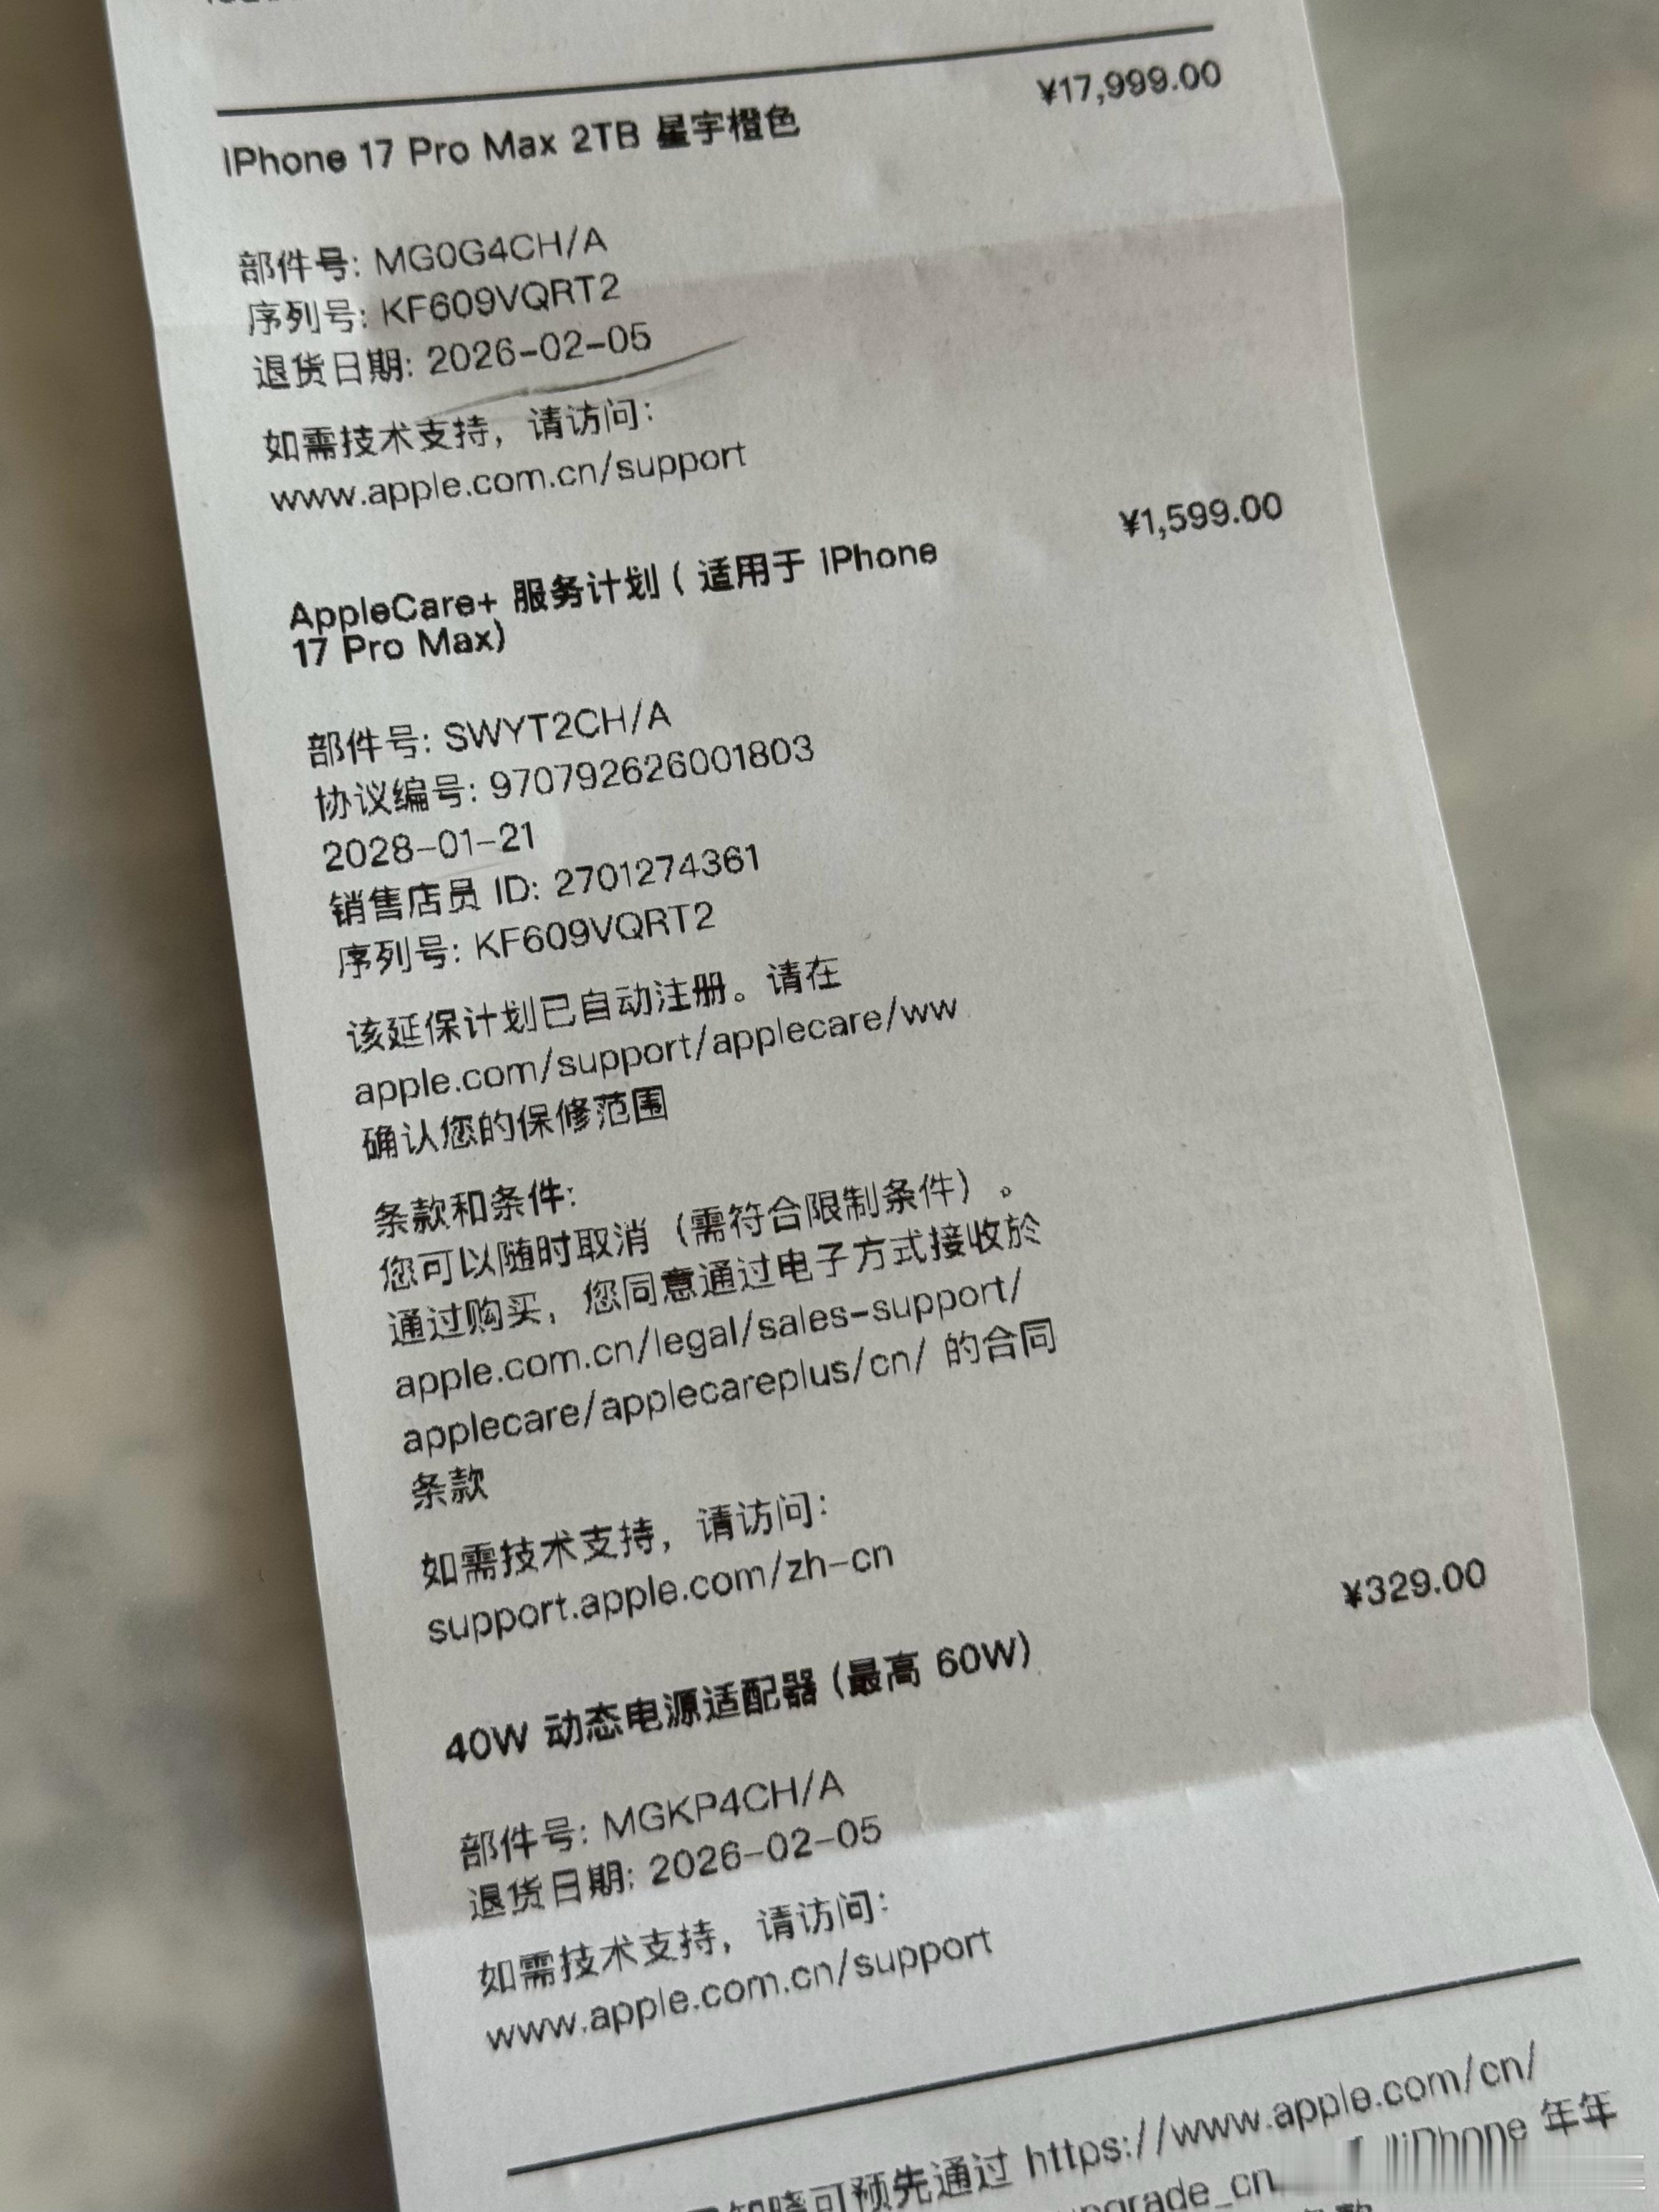 ¥17,999.00
iPhone 17 Pro Max 2TB 星宇橙色
部件号: MG0G4CH/A
序列号: KF609VQRT2
退货日期: 2026-02-05
如需技术支持，请访问：
www.apple.com.cn/support
¥1,599.00
AppleCare+ 服务计划 ( 适用于 iPhone
17 Pro Max)
部件号: SWYT2CH/A
协议编号: 970792626001803
2028-01-21
销售店员 ID: 2701274361
序列号: KF609VQRT2
该延保计划已自动注册。请在
apple.com/support/applecare/ww
确认您的保修范围
条款和条件:
您可以随时取消（需符合限制条件）。
通过购买，您同意通过电子方式接收於
apple.com.cn/legal/sales-support/
applecare/applecareplus/cn/ 的合同
条款
如需技术支持，请访问：
support.apple.com/zh-cn
¥329.00
40W 动态电源适配器 (最高 60W)
部件号: MGKP4CH/A
退货日期: 2026-02-05
如需技术支持，请访问：
www.apple.com.cn/support
可预先通过 https://www.apple.com/cn/
grade_cn iPhone 年年